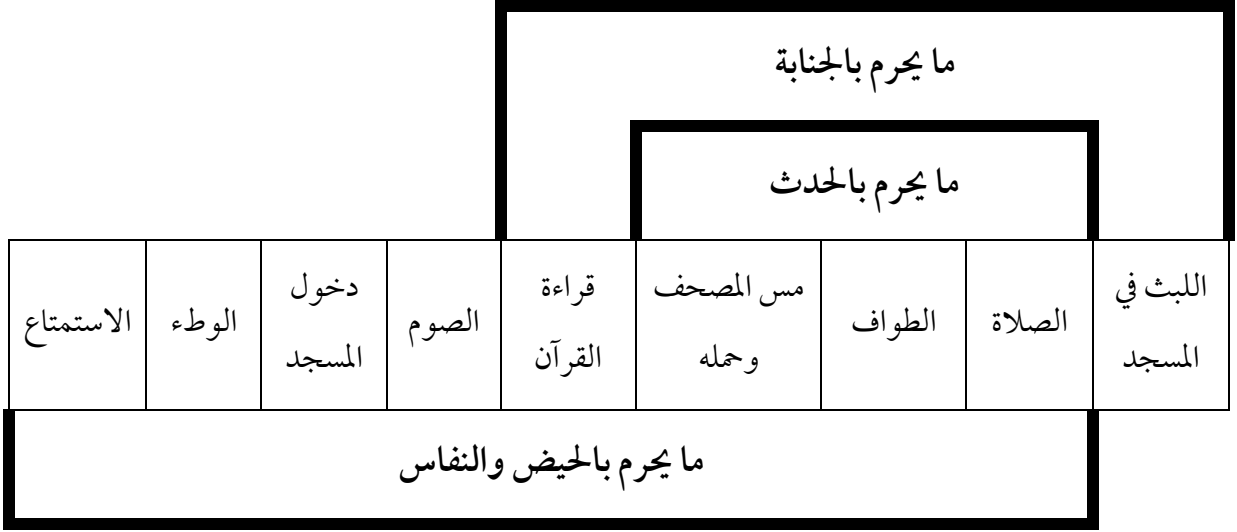 ما يحرم بالجنابة
ما يحرم بالحدث
اللبث في
المسجد
الصلاة
الطواف
مس المصحف
وحمله
قراءة
القرآن
الصوم
دخول
المسجد
الوطء
الاستمتاع
ما يحرم بالحيض والنفاس